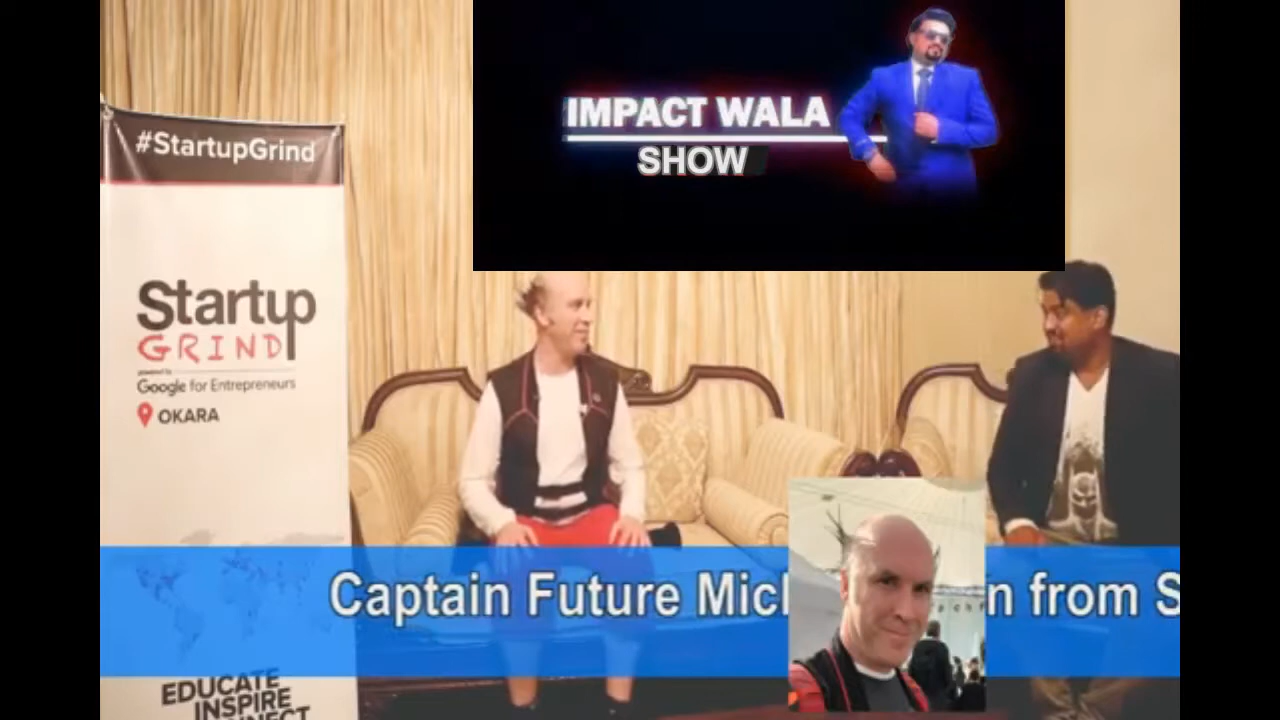 #StartupGrind
IMPACT WALA
SHOW
Startup
GRIND
powered by
Google for Entrepreneurs
OKARA
Captain Future Mic n from S
EDUCATE
INSPIRE